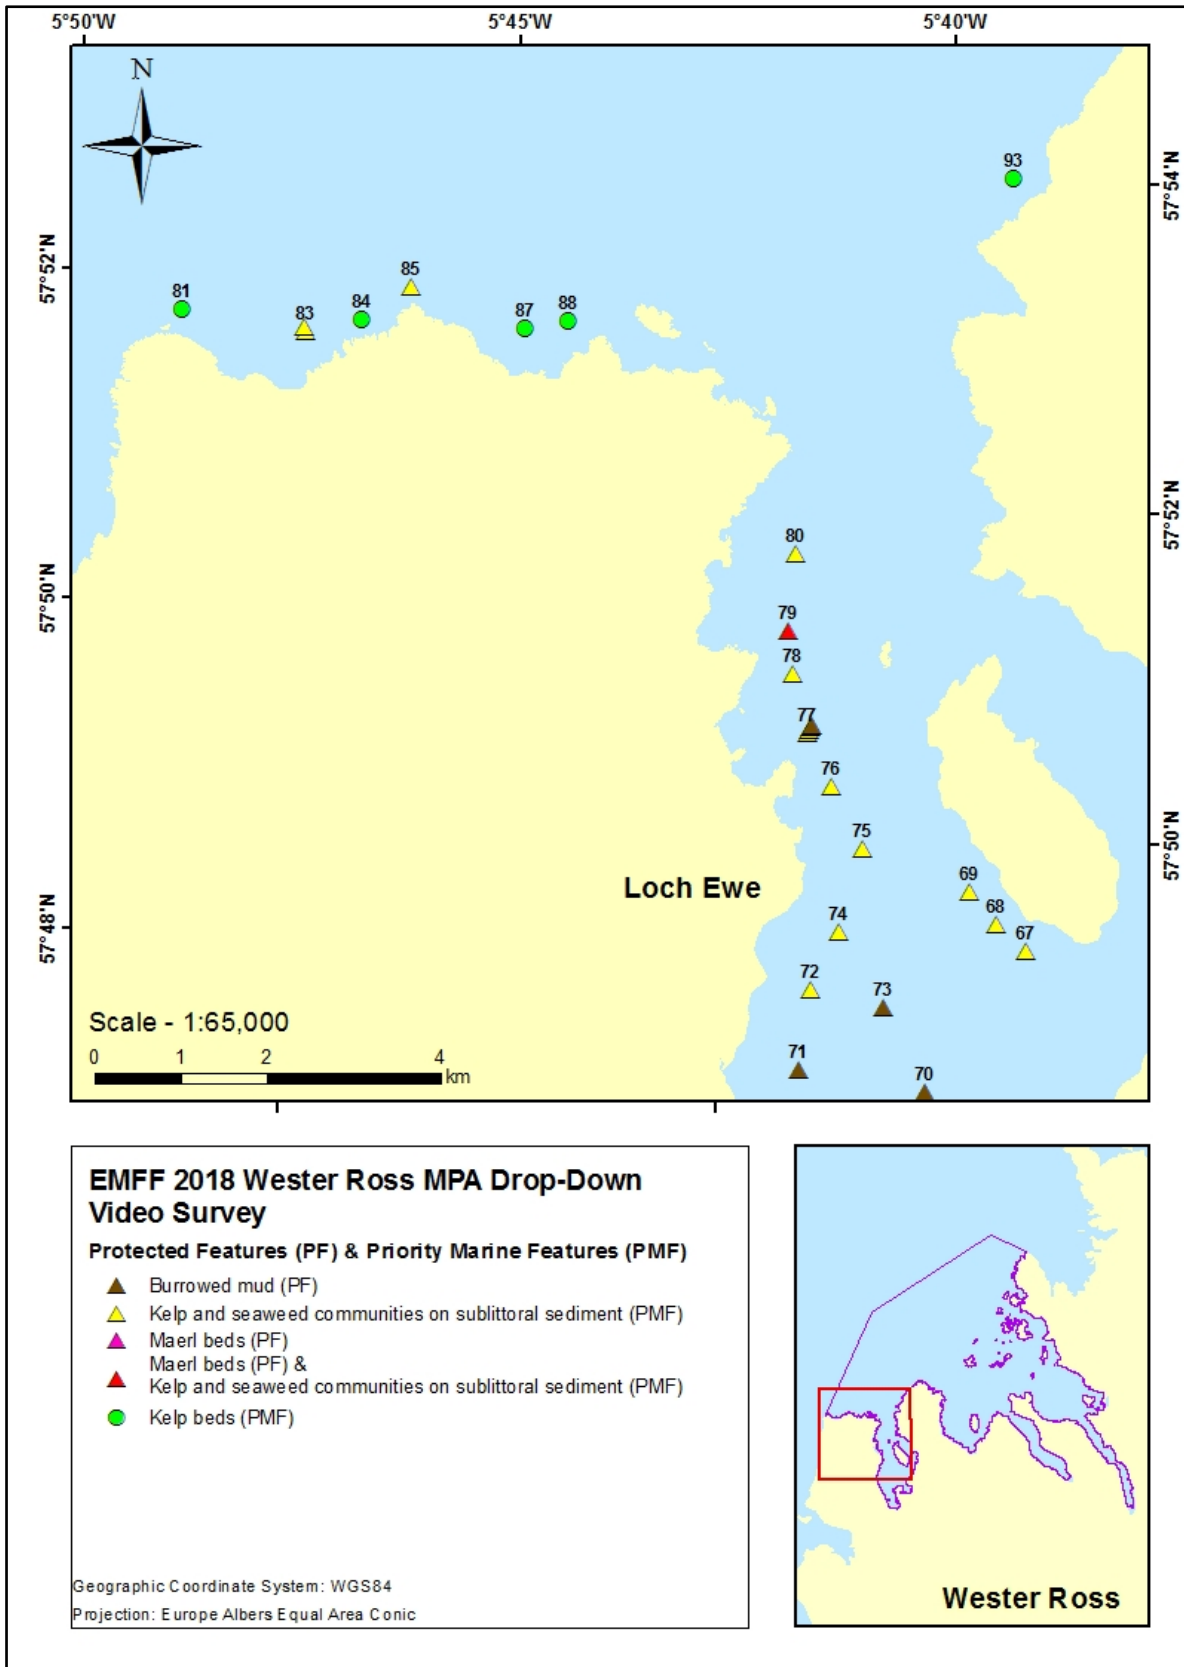 5°50'W
5°45'W
5°40'W
N
93
57°54'N
57°52'N
85
81
84
83
87
88
57°52'N
80
57°50'N
79
78
77
76
75
57°50'N
69
Loch Ewe
68
74
67
57°48'N
72
73
Scale - 1:65,000
71
70
0 1 2 4
km
EMFF 2018 Wester Ross MPA Drop-Down
Video Survey
Protected Features (PF) & Priority Marine Features (PMF)
Burrowed mud (PF)
Kelp and seaweed communities on sublittoral sediment (PMF)
Maerl beds (PF)
Maerl beds (PF) &
Kelp and seaweed communities on sublittoral sediment (PMF)
Kelp beds (PMF)
Geographic Coordinate System: WGS84
Projection: Europe Albers Equal Area Conic
Wester Ross